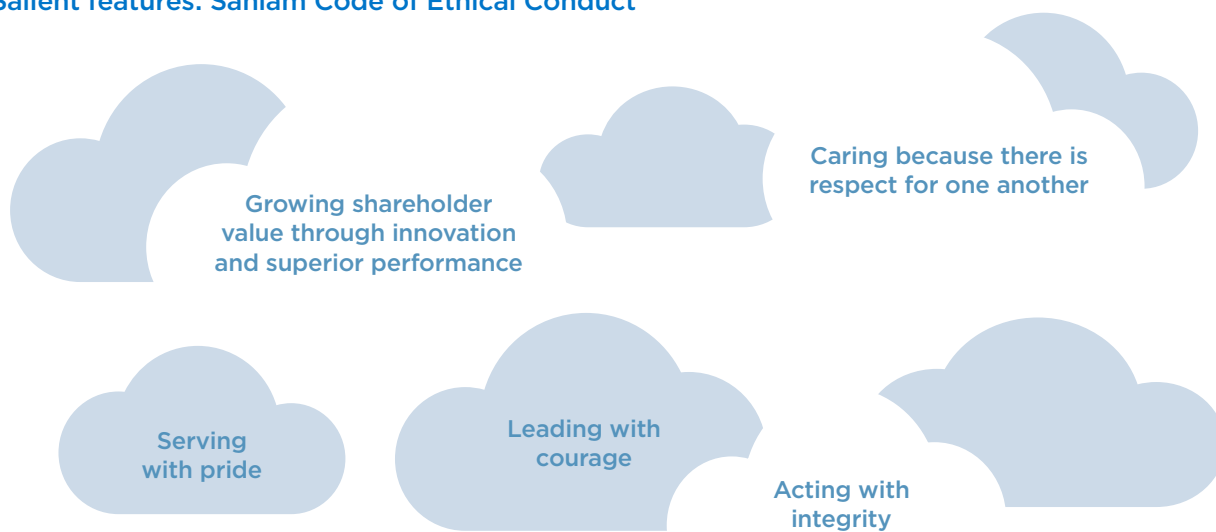 Salient features: Sanlam Code of Ethical Conduct
Growing shareholder
value through innovation
and superior performance
Caring because there is
respect for one another
Serving
with pride
Leading with
courage
Acting with
integrity